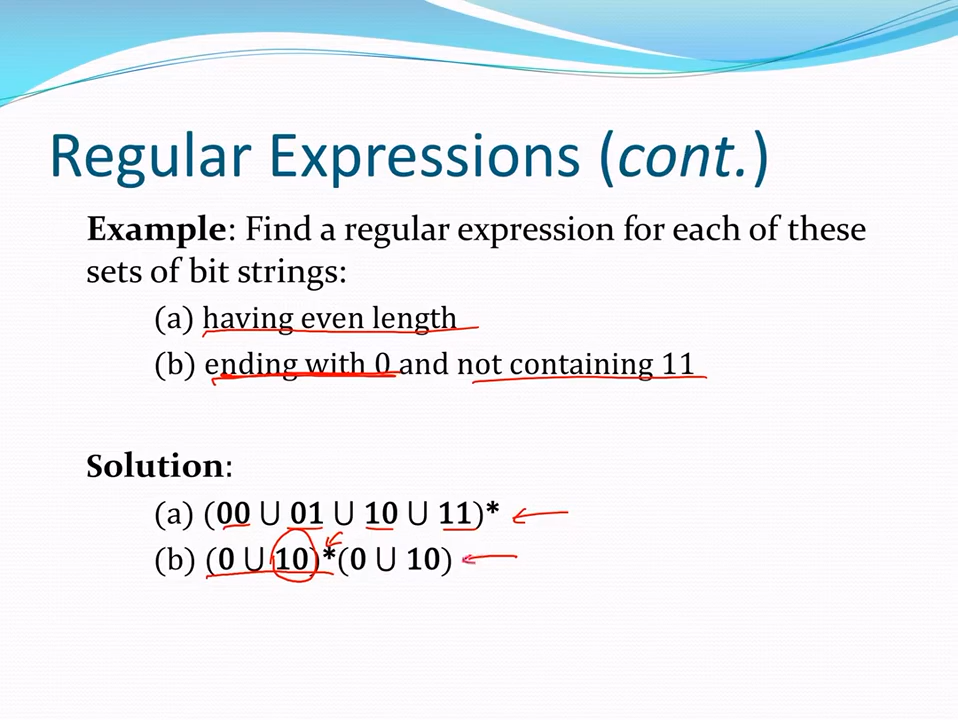 Regular Expressions (cont.)
Example: Find a regular expression for each of these
sets of bit strings:
(a) having even length
(b) ending with 0 and not containing 11
Solution:
(a) (00 ⋃ 01 ⋃ 10 ⋃ 11)*
(b) (0 ⋃ 10)*(0 ⋃ 10)